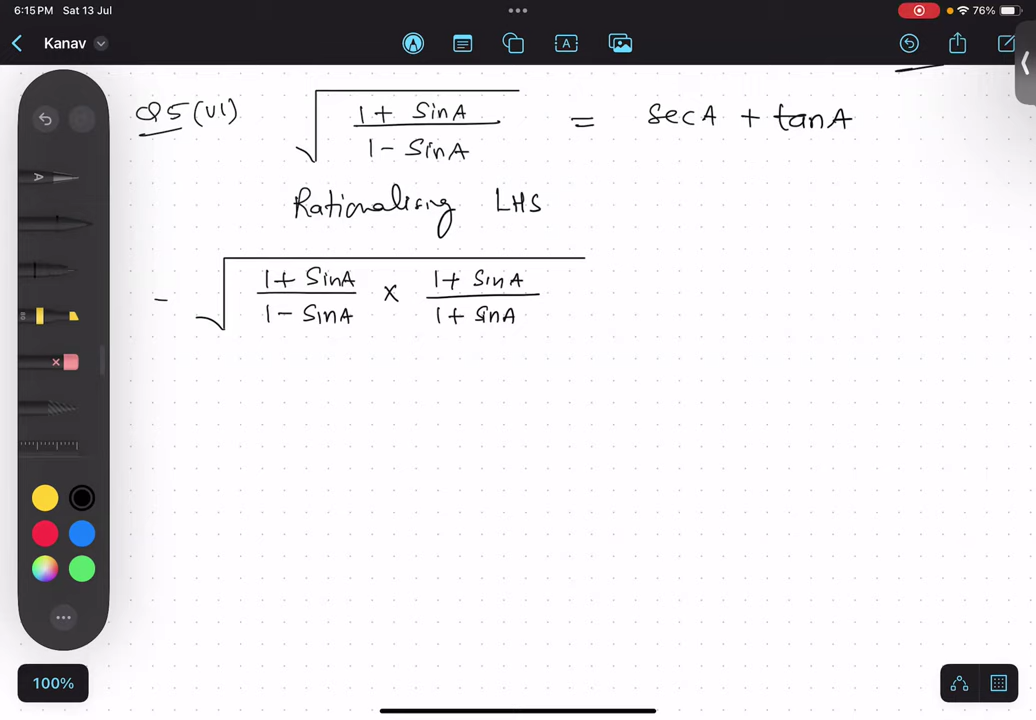 6:15 PM Sat 13 Jul 76%
Kanav
Q5 (VI) √((1 + SinA)/(1 - SinA)) = SecA + tanA
Rationalising LHS
- √((1 + SinA)/(1 - SinA) × (1 + SinA)/(1 + SinA))
100%